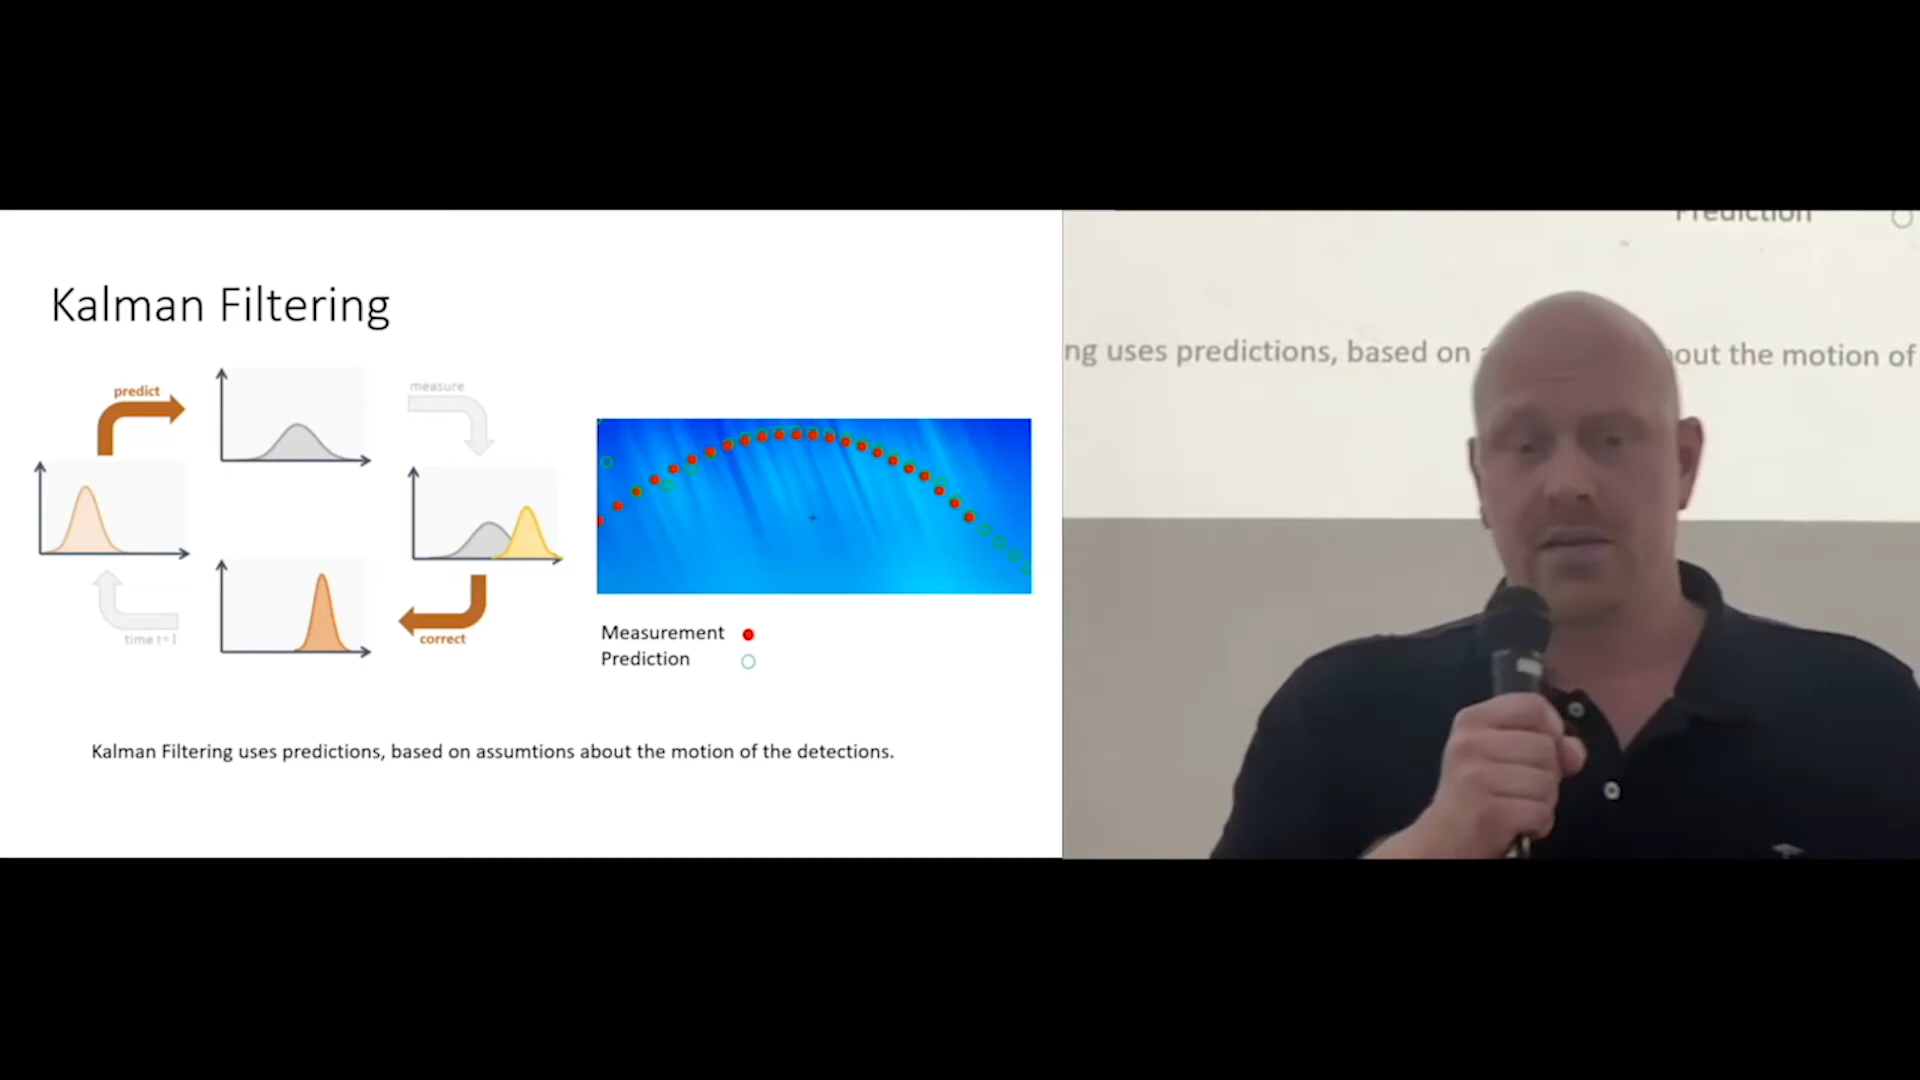 Kalman Filtering
predict
measure
correct
time t+1
Measurement
Prediction
Kalman Filtering uses predictions, based on assumtions about the motion of the detections.
Prediction
ng uses predictions, based on
out the motion of